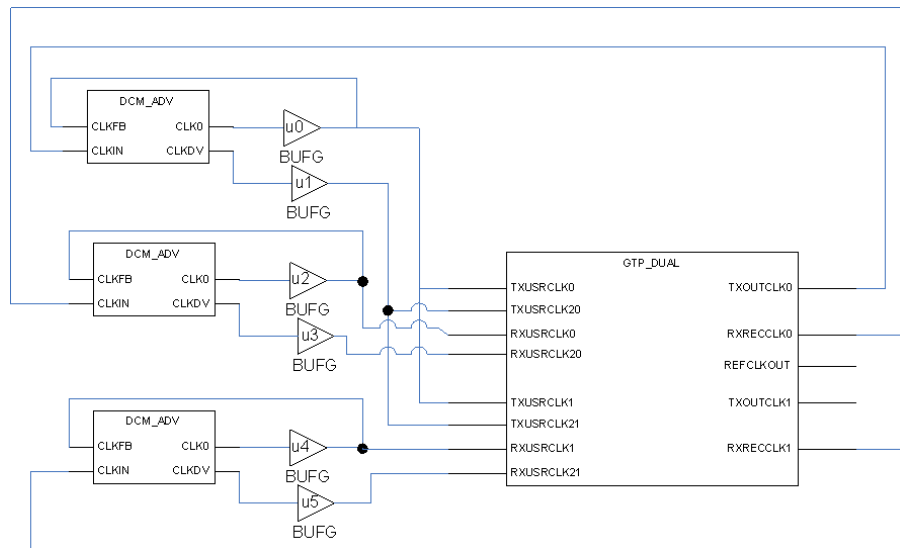 DCM_ADV
CLKFB CLK0
CLKIN CLKDV
u0
BUFG
u1
BUFG
DCM_ADV
CLKFB CLK0
CLKIN CLKDV
u2
BUFG
u3
BUFG
DCM_ADV
CLKFB CLK0
CLKIN CLKDV
u4
BUFG
u5
BUFG
GTP_DUAL
TXUSRCLK0
TXUSRCLK20
RXUSRCLK0
RXUSRCLK20
TXUSRCLK1
TXUSRCLK21
RXUSRCLK1
RXUSRCLK21
TXOUTCLK0
RXRECCLK0
REFCLKOUT
TXOUTCLK1
RXRECCLK1